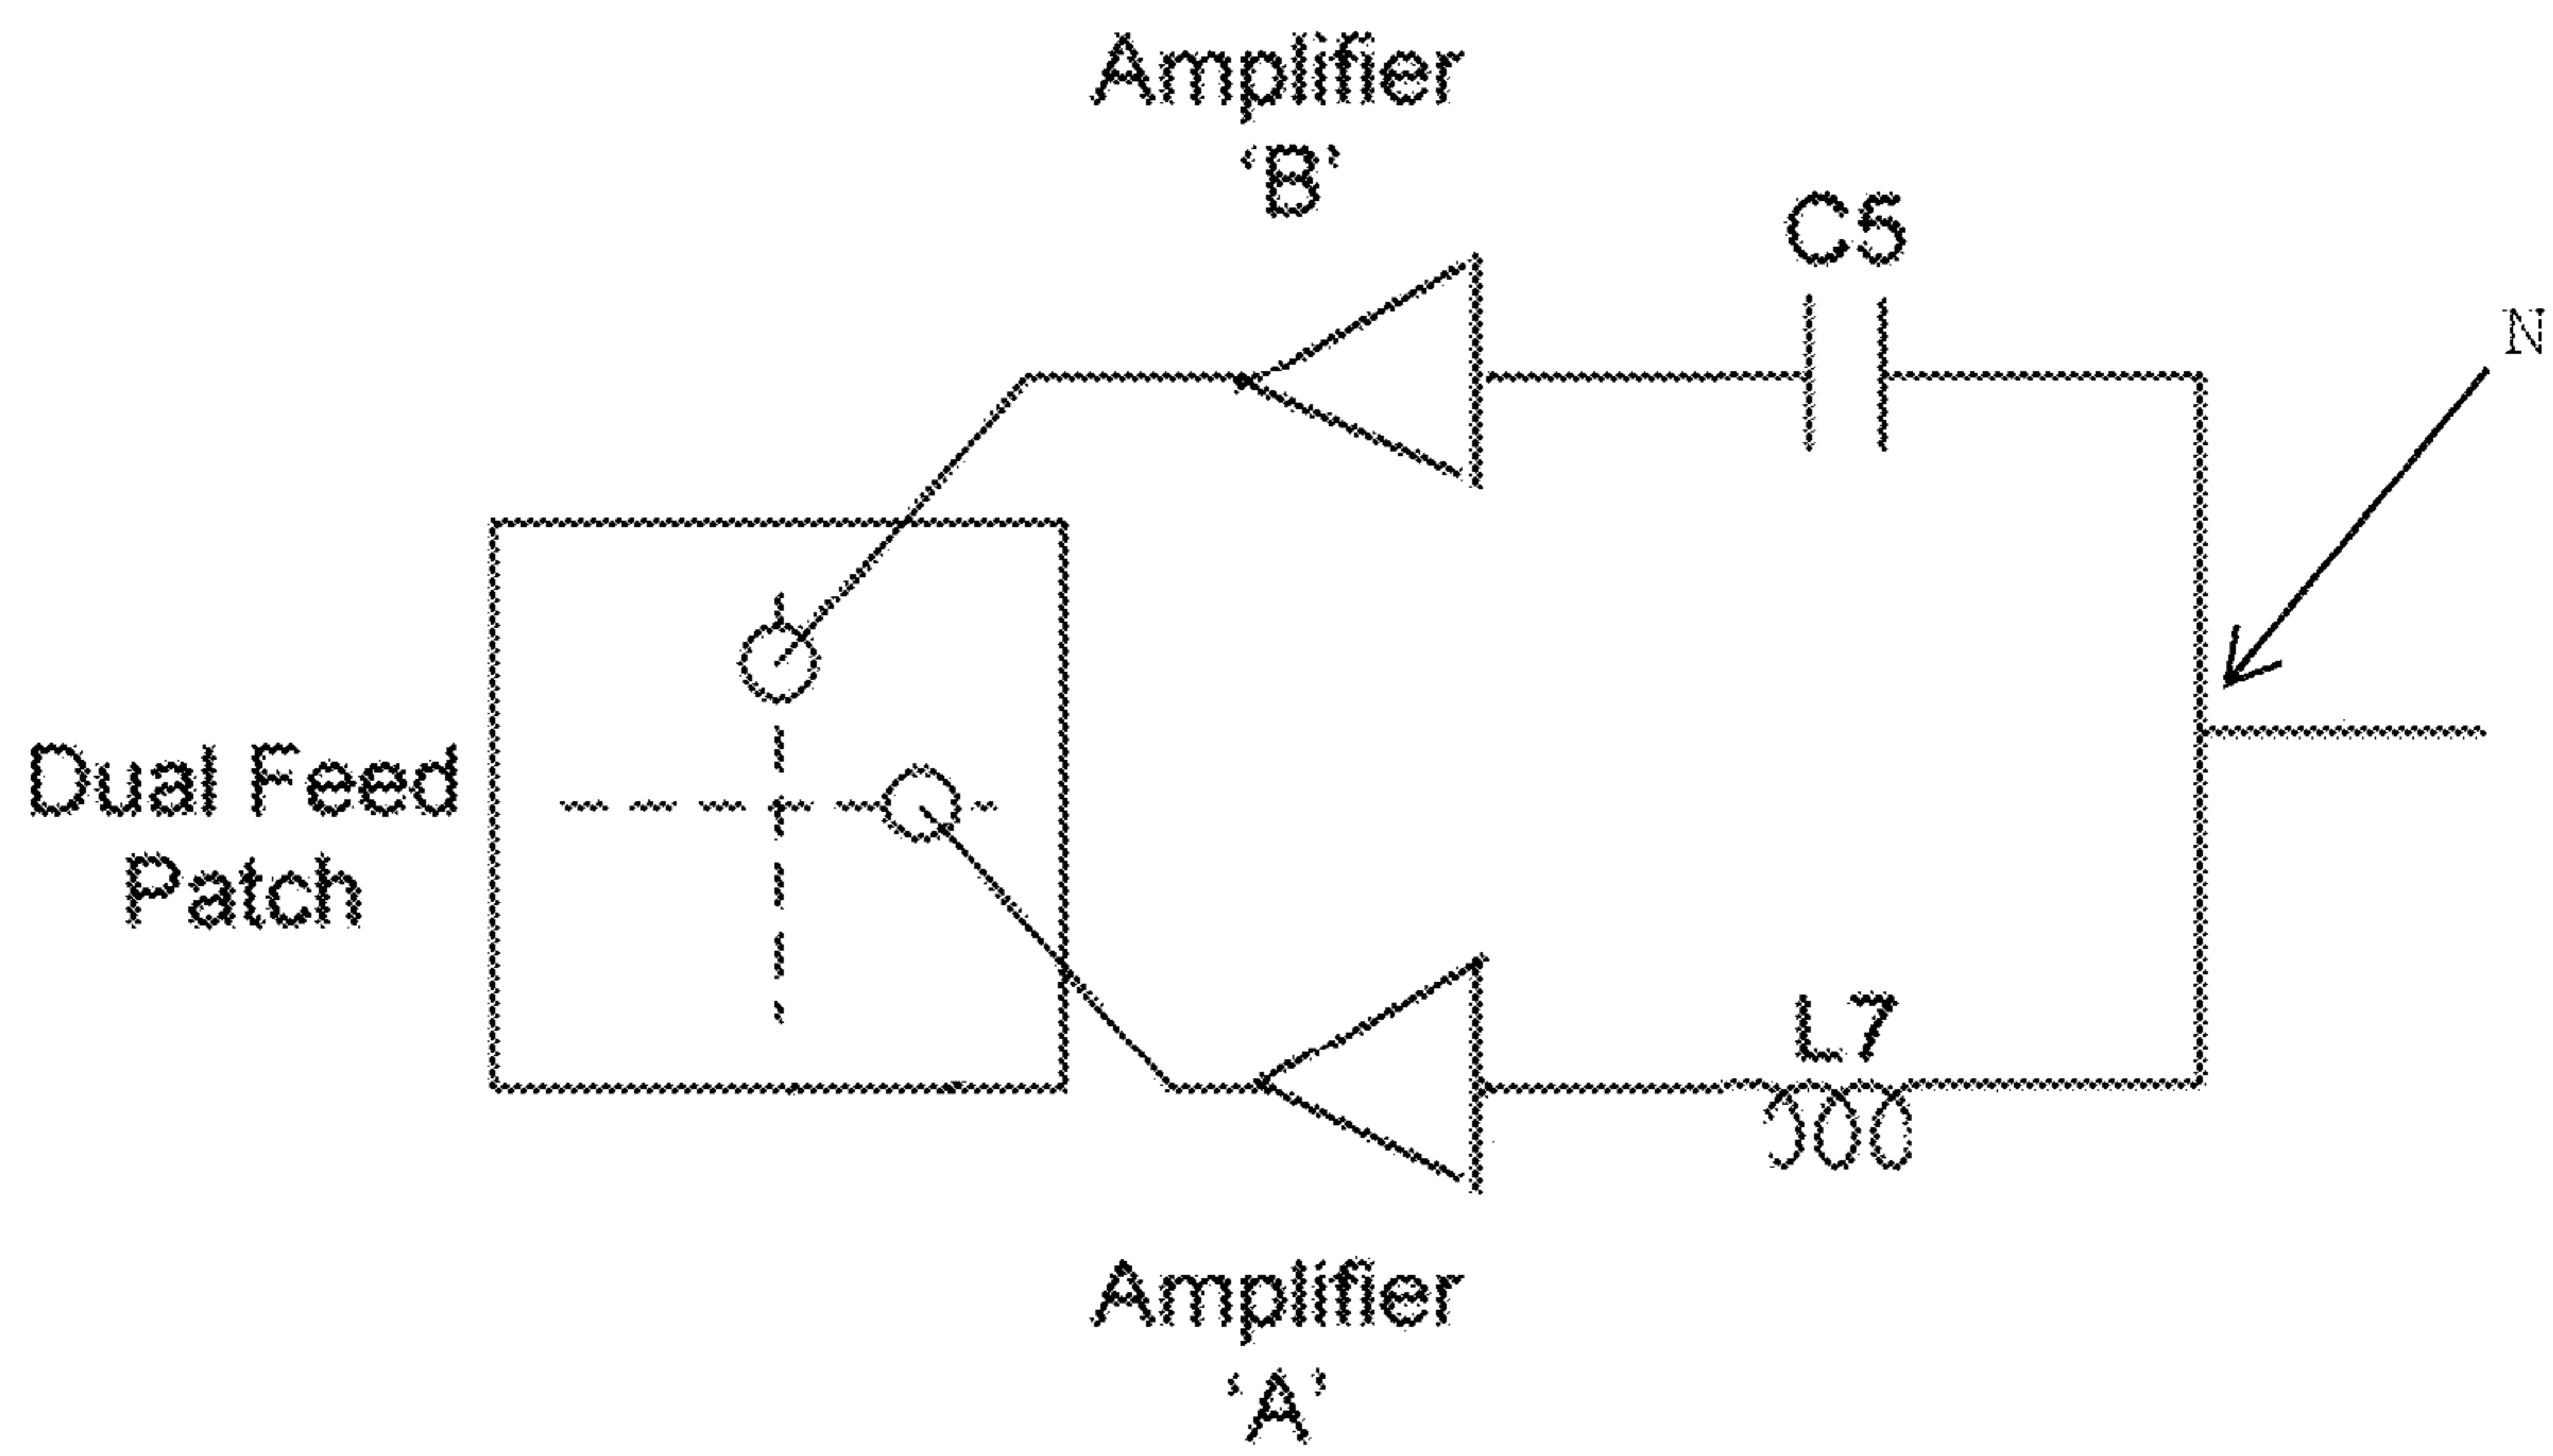 Amplifier
‘B’
C5
N
Dual Feed
Patch
L7
Amplifier
‘A’